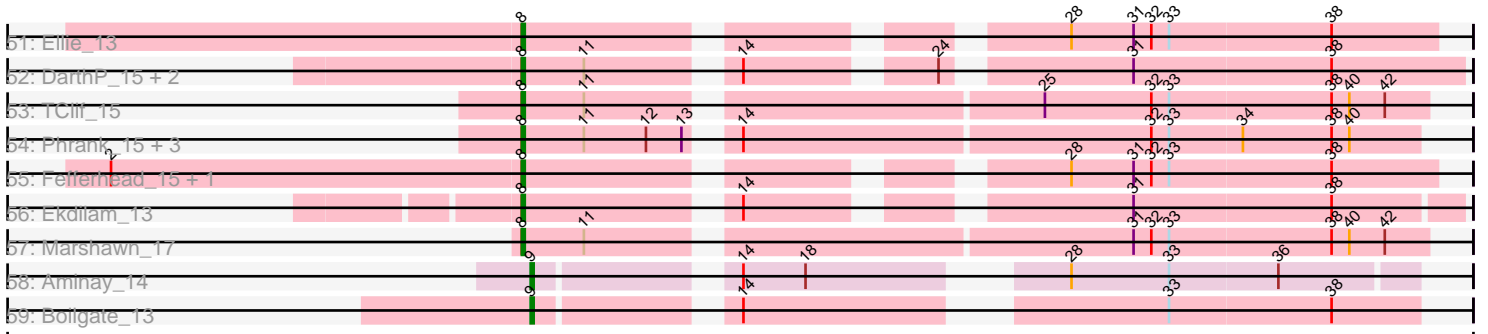 8 28 31 32 33 38
51: Ellie_13
8 11 14 24 31 38
52: DarthP_15 + 2
8 11 25 32 33 38 40 42
53: TClif_15
8 11 12 13 14 32 33 34 38 40
54: Phrank_15 + 3
2 8 28 31 32 33 38
55: Fefferhead_15 + 1
8 14 31 38
56: Ekdilam_13
8 11 31 32 33 38 40 42
57: Marshawn_17
9 14 18 28 33 36
58: Aminay_14
9 14 33 38
59: Bollgate_13